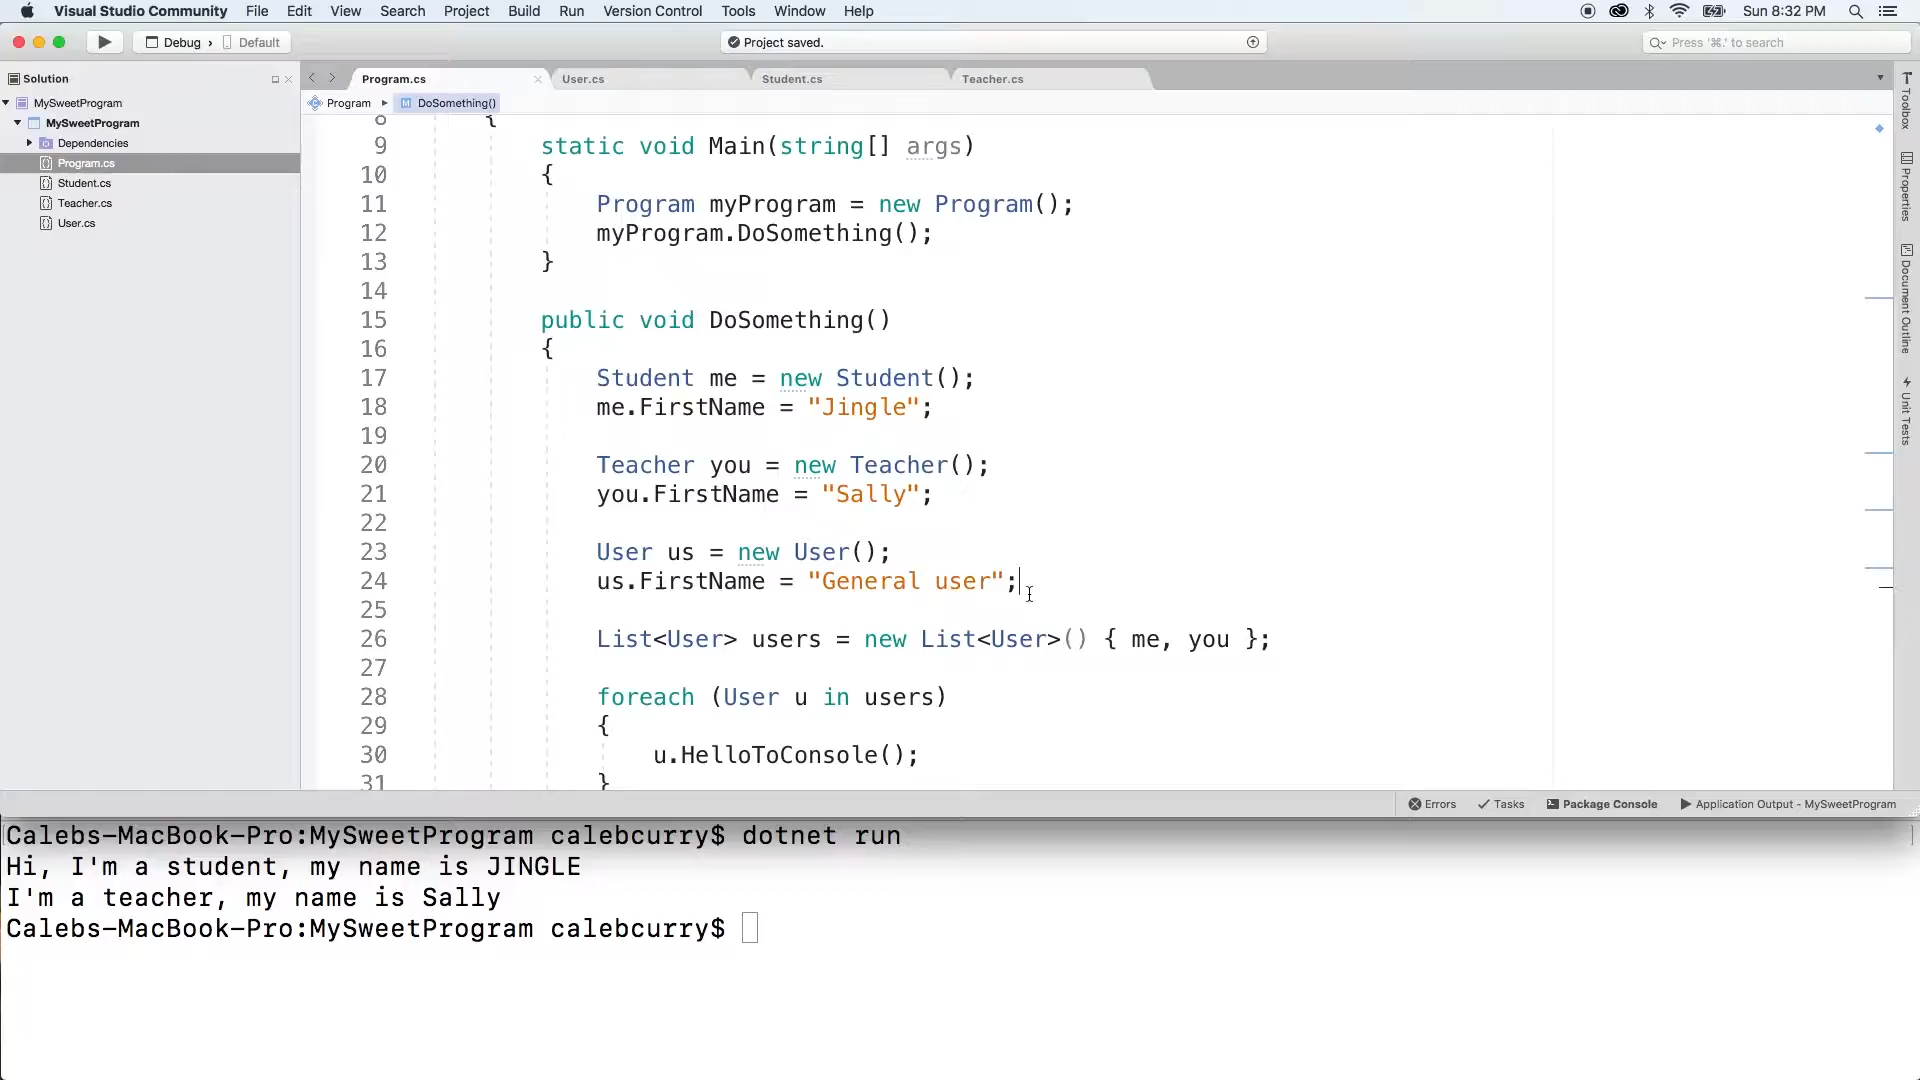 Visual Studio Community File Edit View Search Project Build Run Version Control Tools Window Help Sun 8:32 PM
Debug › Default Project saved. Press '⌘.' to search
Solution
MySweetProgram
MySweetProgram
Dependencies
Program.cs
Student.cs
Teacher.cs
User.cs
Program.cs User.cs Student.cs Teacher.cs
Program DoSomething()
8 {
9 static void Main(string[] args)
10 {
11 Program myProgram = new Program();
12 myProgram.DoSomething();
13 }
14
15 public void DoSomething()
16 {
17 Student me = new Student();
18 me.FirstName = "Jingle";
19
20 Teacher you = new Teacher();
21 you.FirstName = "Sally";
22
23 User us = new User();
24 us.FirstName = "General user";
25
26 List<User> users = new List<User>() { me, you };
27
28 foreach (User u in users)
29 {
30 u.HelloToConsole();
31 }
Toolbox
Properties
Document Outline
Unit Tests
Errors Tasks Package Console Application Output - MySweetProgram
Calebs-MacBook-Pro:MySweetProgram calebcurry$ dotnet run
Hi, I'm a student, my name is JINGLE
I'm a teacher, my name is Sally
Calebs-MacBook-Pro:MySweetProgram calebcurry$